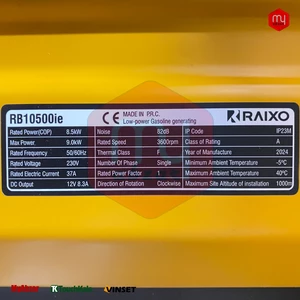 my
RB10500ie
CE MADE IN P.R.C.
Low-power Gasoline generating
RAIXO
Rated Power(COP) 8.5kW Noise 82dB IP Code IP23M
Max Power. 9.0kW Rated Speed 3600rpm Class of Rating A
Rated Frequency 50/60Hz Thermal Class F Year of Manufacture 2024
Rated Voltage 230V Number Of Phase Single Minimum Ambient Temperature -5°C
Rated Electric Current 37A Rated Power Factor 1 Maximum Ambient Temperature 40°C
DC Output 12V 8.3A Direction of Rotation Clockwise Maximum Site Altitude of installation 1000m
VINSET